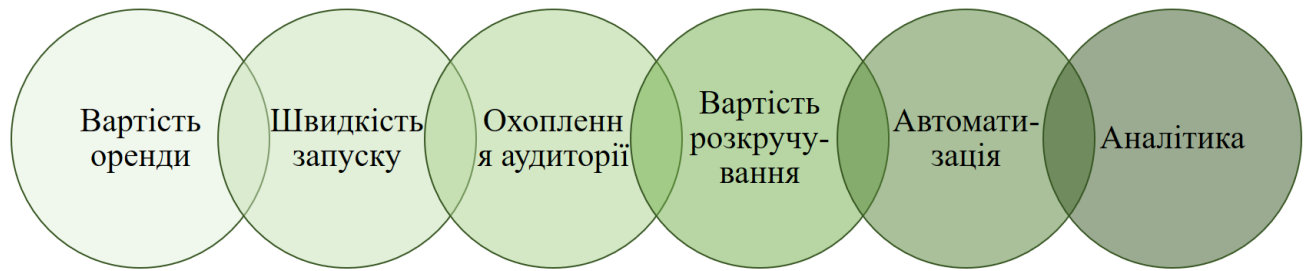 Вартість
оренди
Швидкість
запуску
Охопленн
я аудиторії
Вартість
розкручу-
вання
Автомати-
зація
Аналітика